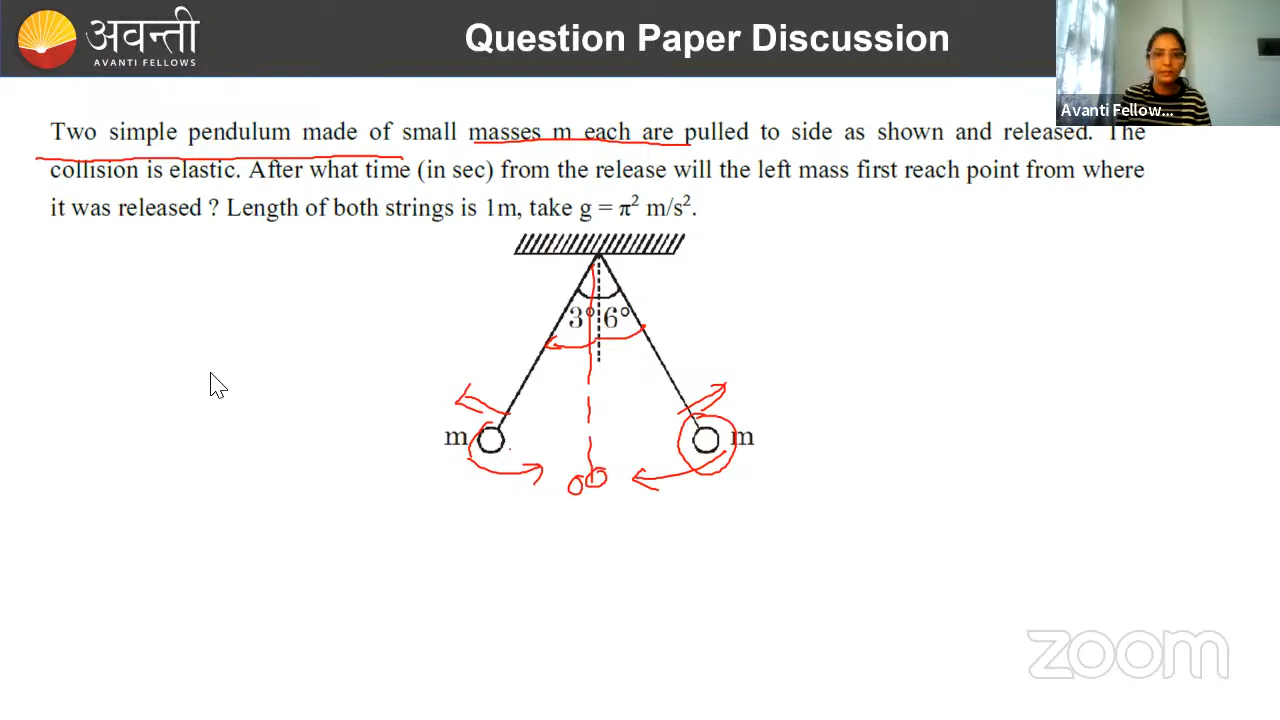 अवन्ती
AVANTI FELLOWS
Question Paper Discussion
Avanti Fellow...
Two simple pendulum made of small masses m each are pulled to side as shown and released. The
collision is elastic. After what time (in sec) from the release will the left mass first reach point from where
it was released ? Length of both strings is 1m, take g = π² m/s².
3° 6°
m m
zoom